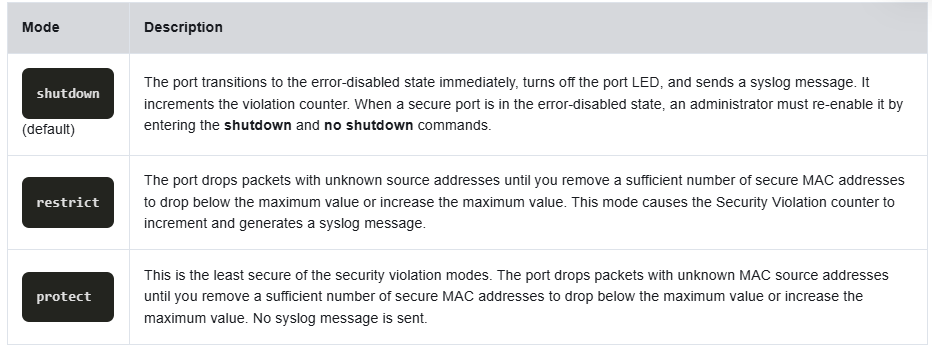 Mode Description
shutdown
(default)
The port transitions to the error-disabled state immediately, turns off the port LED, and sends a syslog message. It
increments the violation counter. When a secure port is in the error-disabled state, an administrator must re-enable it by
entering the shutdown and no shutdown commands.
restrict
The port drops packets with unknown source addresses until you remove a sufficient number of secure MAC addresses
to drop below the maximum value or increase the maximum value. This mode causes the Security Violation counter to
increment and generates a syslog message.
protect
This is the least secure of the security violation modes. The port drops packets with unknown MAC source addresses
until you remove a sufficient number of secure MAC addresses to drop below the maximum value or increase the
maximum value. No syslog message is sent.